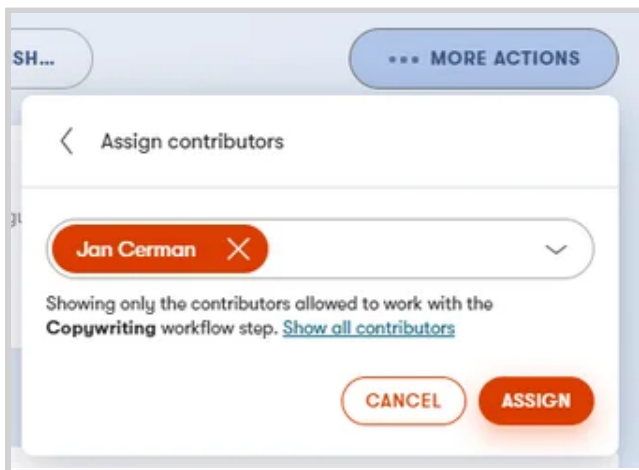 SH...
••• MORE ACTIONS
Assign contributors
Jan Cerman
Showing only the contributors allowed to work with the
Copywriting workflow step. Show all contributors
CANCEL
ASSIGN